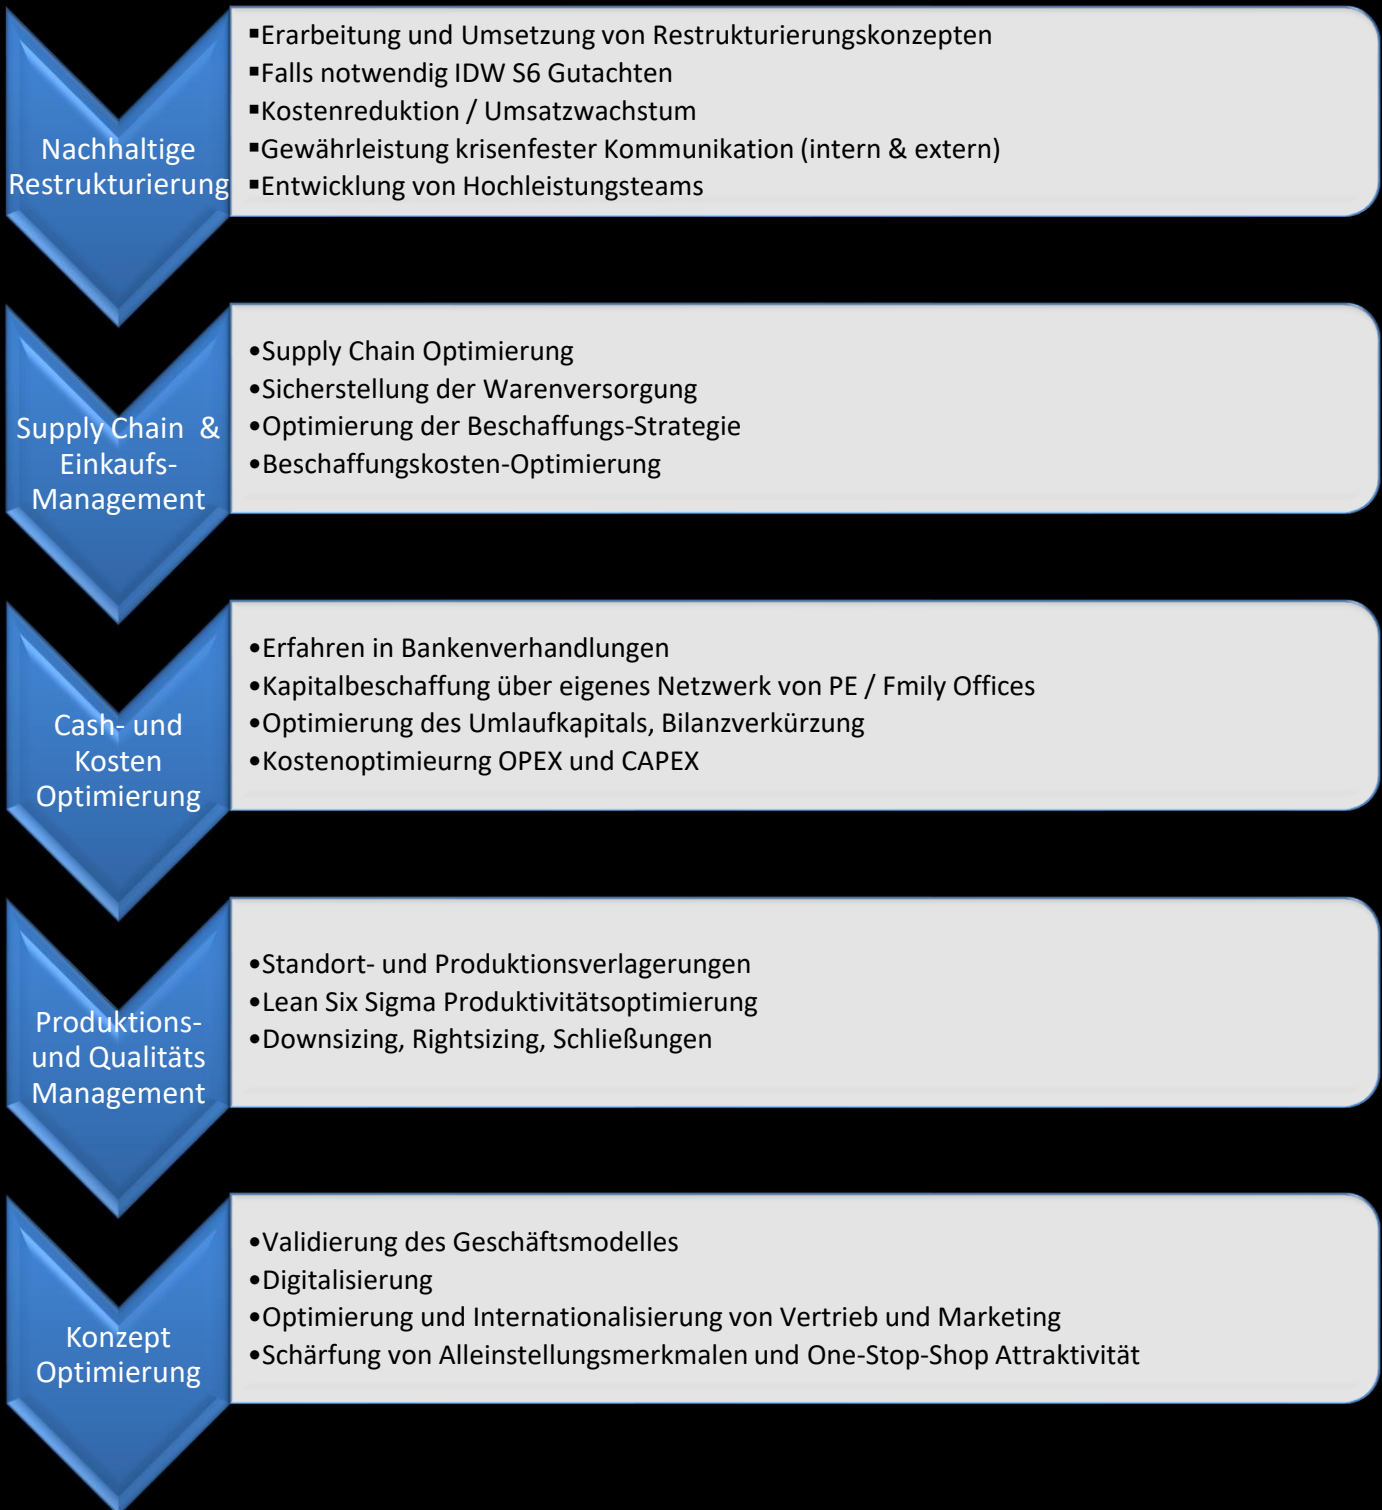 Nachhaltige
Restrukturierung
▪Erarbeitung und Umsetzung von Restrukturierungskonzepten
▪Falls notwendig IDW S6 Gutachten
▪Kostenreduktion / Umsatzwachstum
▪Gewährleistung krisenfester Kommunikation (intern & extern)
▪Entwicklung von Hochleistungsteams
Supply Chain &
Einkaufs-
Management
•Supply Chain Optimierung
•Sicherstellung der Warenversorgung
•Optimierung der Beschaffungs-Strategie
•Beschaffungskosten-Optimierung
Cash- und
Kosten
Optimierung
•Erfahren in Bankenverhandlungen
•Kapitalbeschaffung über eigenes Netzwerk von PE / Fmily Offices
•Optimierung des Umlaufkapitals, Bilanzverkürzung
•Kostenoptimieurng OPEX und CAPEX
Produktions-
und Qualitäts
Management
•Standort- und Produktionsverlagerungen
•Lean Six Sigma Produktivitätsoptimierung
•Downsizing, Rightsizing, Schließungen
Konzept
Optimierung
•Validierung des Geschäftsmodelles
•Digitalisierung
•Optimierung und Internationalisierung von Vertrieb und Marketing
•Schärfung von Alleinstellungsmerkmalen und One-Stop-Shop Attraktivität